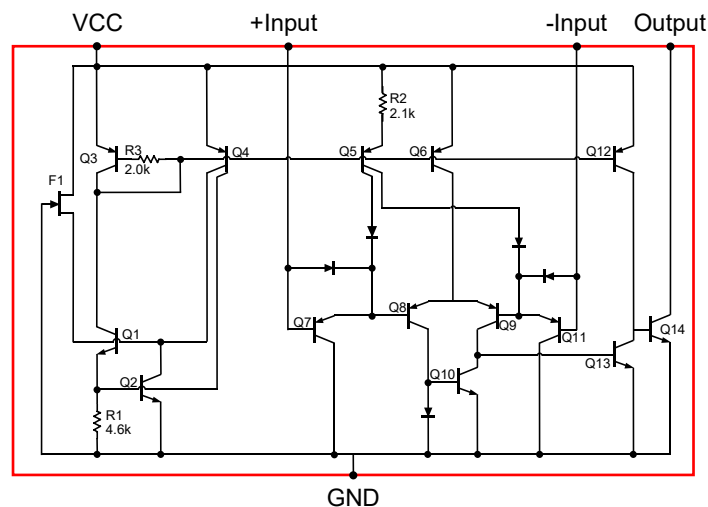 VCC
+Input
-Input
Output
R2
2.1k
Q3
R3
2.0k
Q4
Q5
Q6
Q12
F1
Q7
Q8
Q9
Q11
Q14
Q1
Q13
Q2
Q10
R1
4.6k
GND